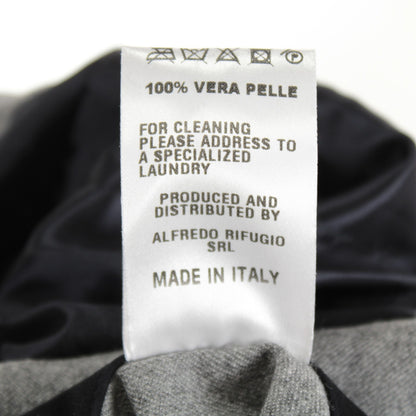 100% VERA PELLE
FOR CLEANING
PLEASE ADDRESS TO
A SPECIALIZED
LAUNDRY
PRODUCED AND
DISTRIBUTED BY
ALFREDO RIFUGIO
SRL
MADE IN ITALY